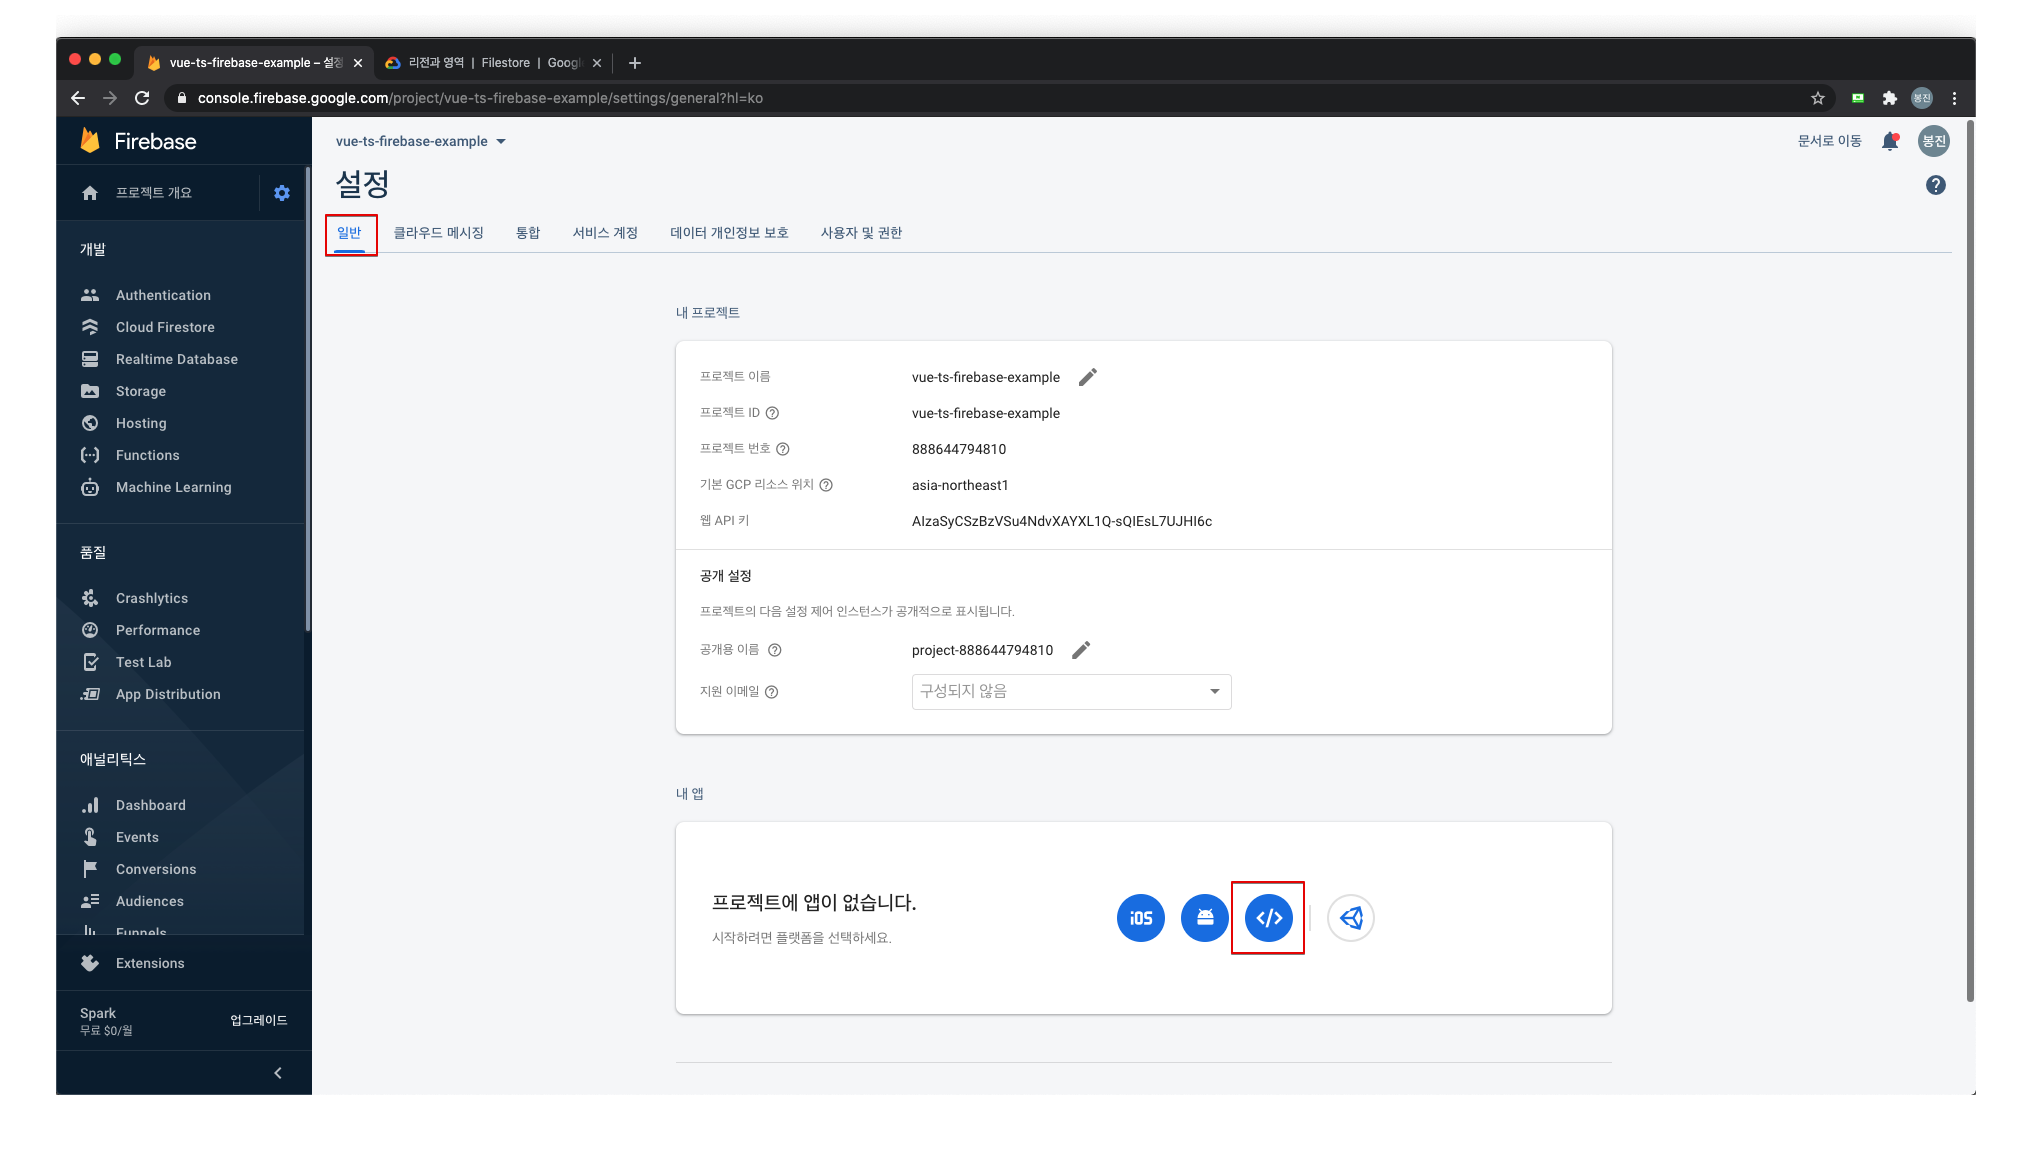 vue-ts-firebase-example – 설정
리전과 영역 | Filestore | Googl
console.firebase.google.com/project/vue-ts-firebase-example/settings/general?hl=ko
봉진
Firebase
프로젝트 개요
개발
Authentication
Cloud Firestore
Realtime Database
Storage
Hosting
Functions
Machine Learning
품질
Crashlytics
Performance
Test Lab
App Distribution
애널리틱스
Dashboard
Events
Conversions
Audiences
Funnels
Extensions
Spark
무료 $0/월
업그레이드
vue-ts-firebase-example
문서로 이동
봉진
설정
일반 클라우드 메시징 통합 서비스 계정 데이터 개인정보 보호 사용자 및 권한
내 프로젝트
프로젝트 이름 vue-ts-firebase-example
프로젝트 ID vue-ts-firebase-example
프로젝트 번호 888644794810
기본 GCP 리소스 위치 asia-northeast1
웹 API 키 AIzaSyCSzBzVSu4NdvXAYXL1Q-sQIEsL7UJHI6c
공개 설정
프로젝트의 다음 설정 제어 인스턴스가 공개적으로 표시됩니다.
공개용 이름 project-888644794810
지원 이메일 구성되지 않음
내 앱
프로젝트에 앱이 없습니다.
시작하려면 플랫폼을 선택하세요.
iOS